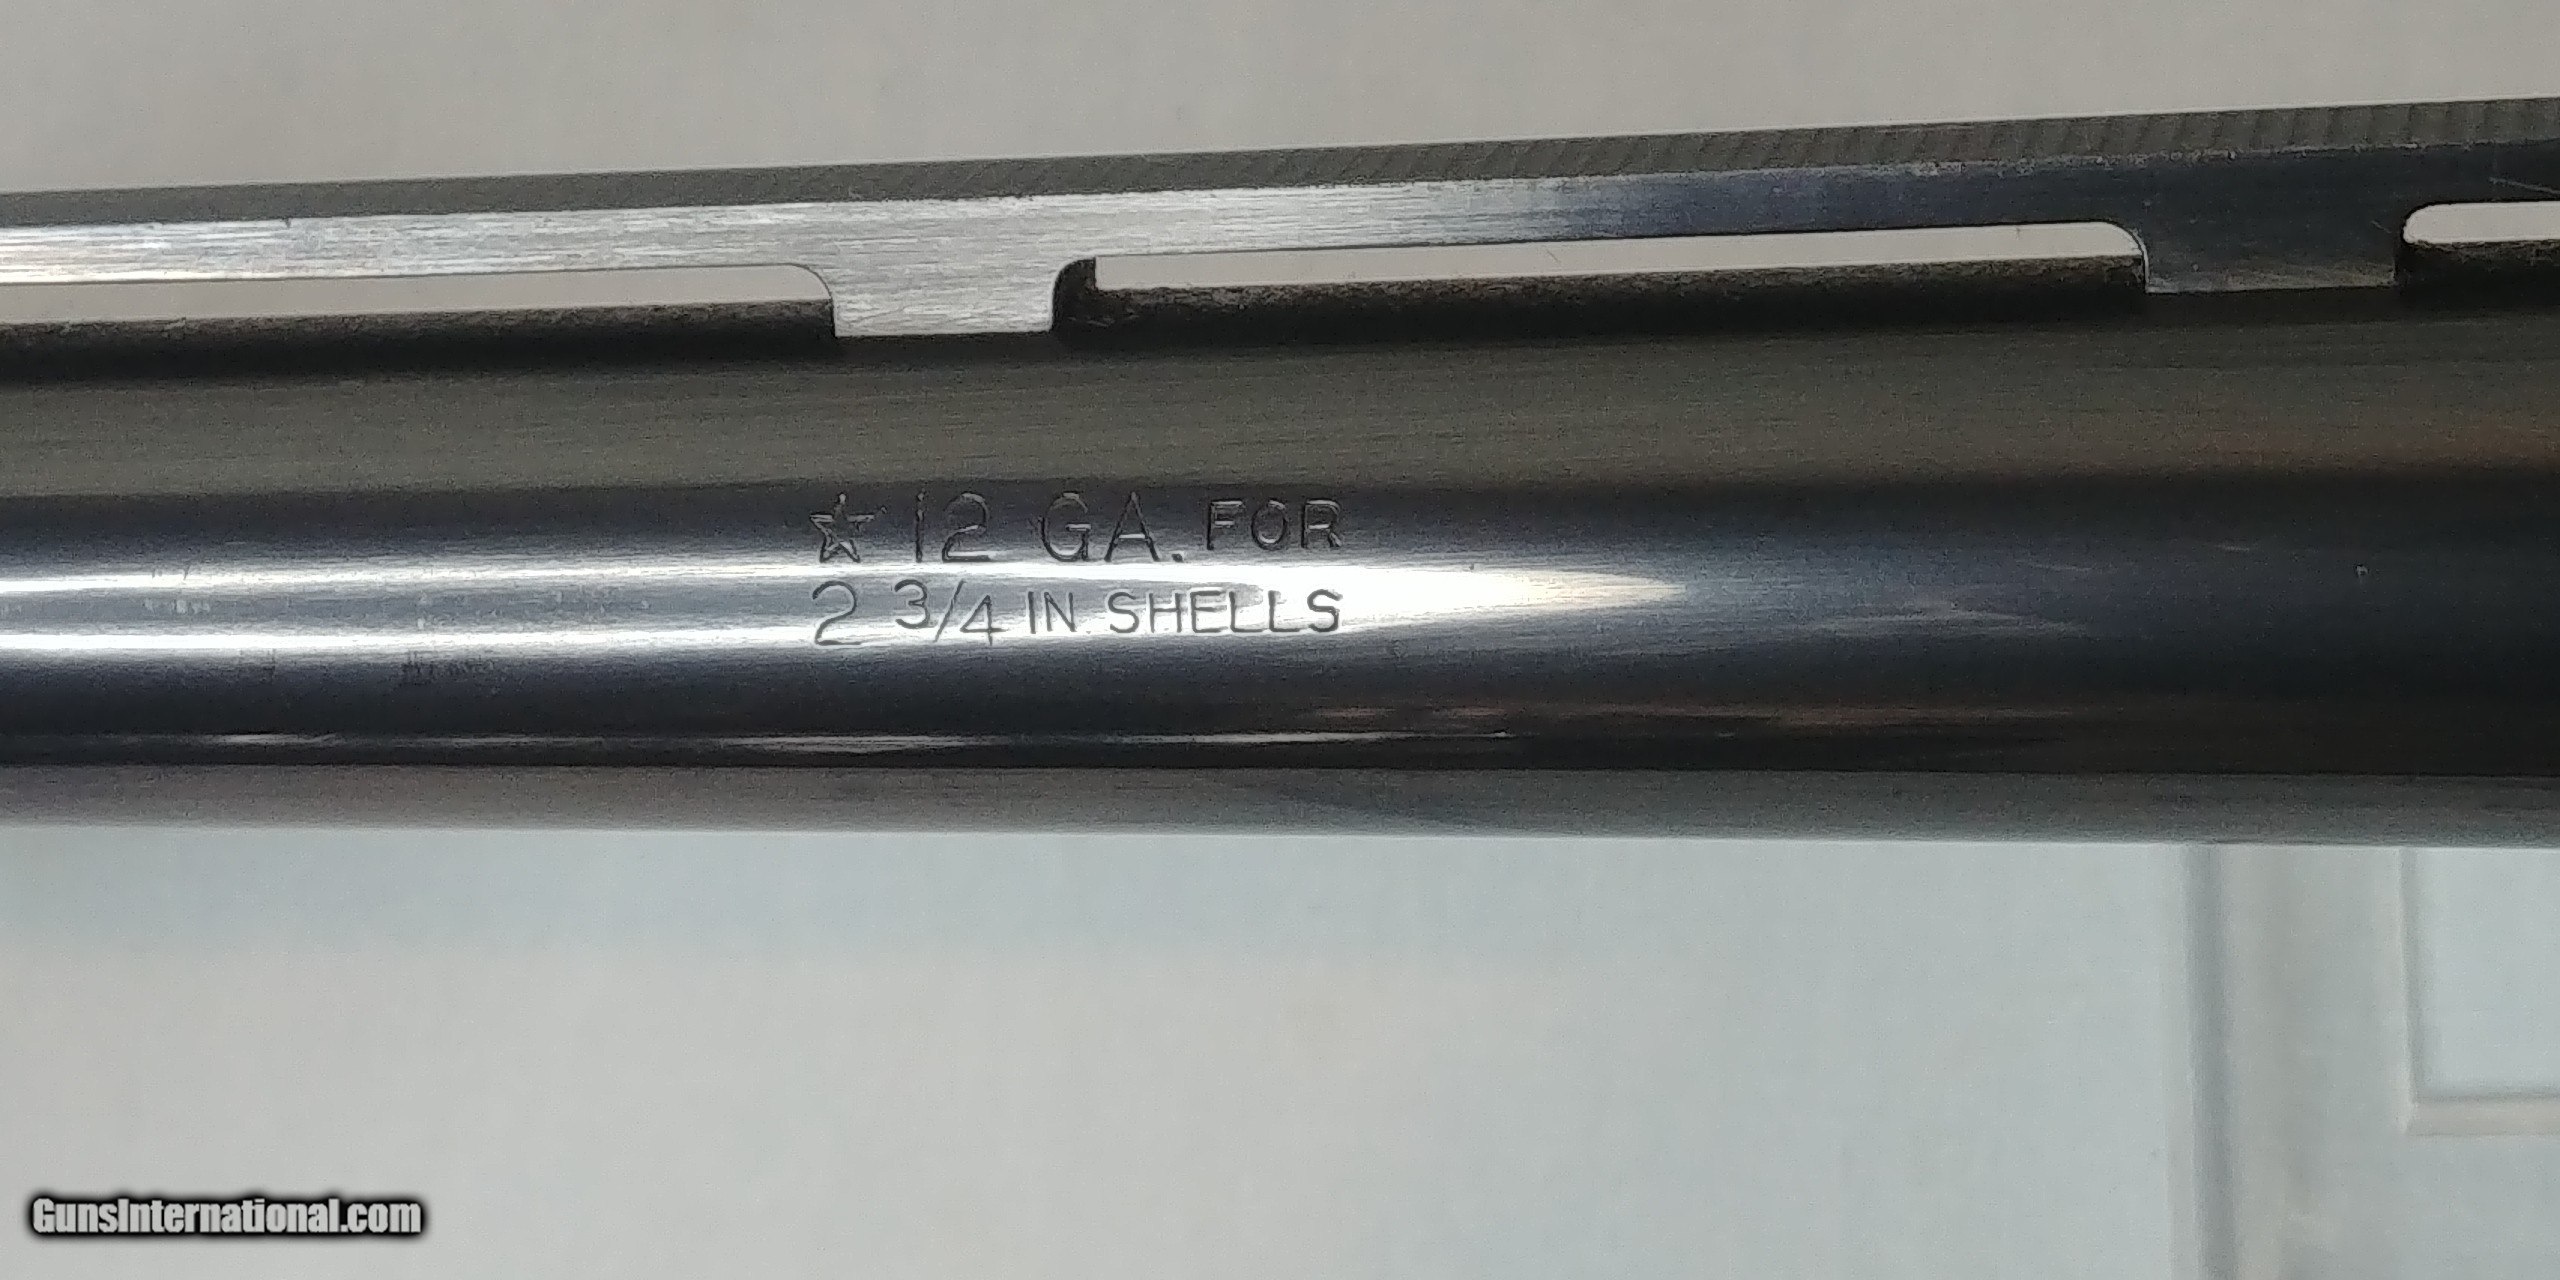 ☆ 12 GA. FOR
2 3/4 IN. SHELLS
GunsInternational.com